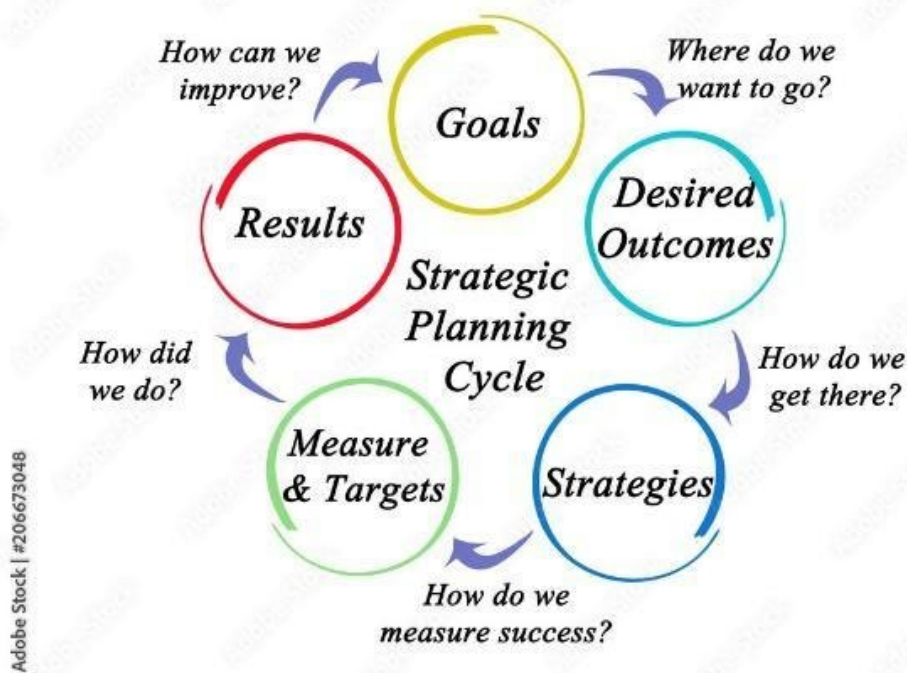 How can we
improve?
Goals
Where do we
want to go?
Desired
Outcomes
Results
Strategic
Planning
Cycle
How do we
get there?
How did
we do?
Measure
& Targets
Strategies
How do we
measure success?
Adobe Stock | #206673048